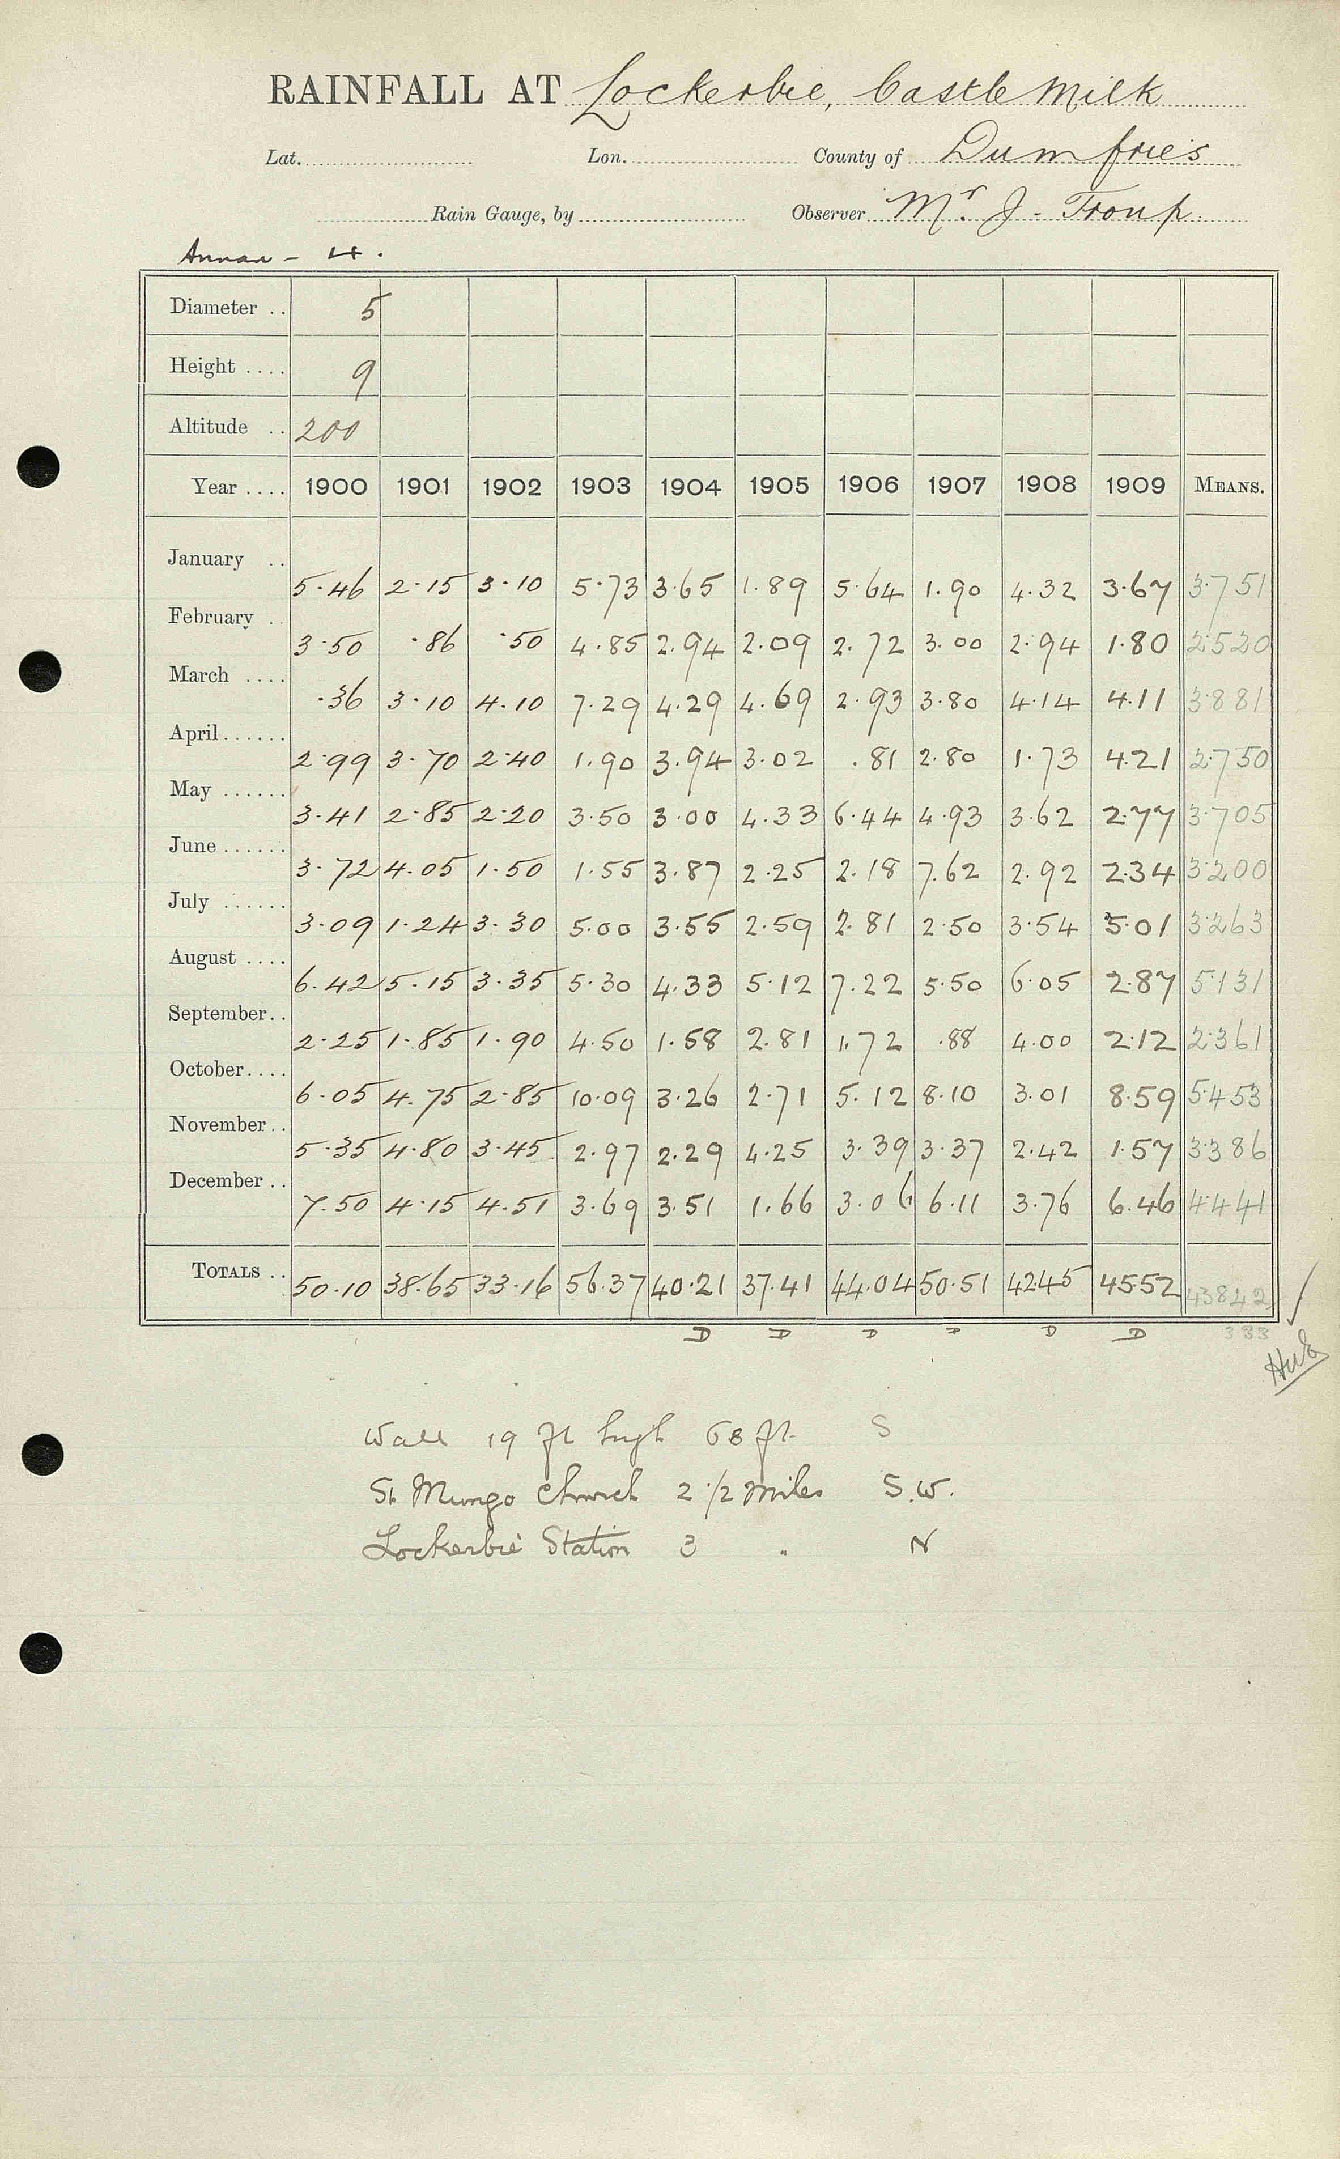 RAINFALL AT Lockerbie, Castle Milk
Lat. Lon. County of Dumfries
Rain Gauge, by Observer Mr. J. Troup.
Annan - 4.
Diameter .. 5
Height .... 9
Altitude .. 200
Year .... 1900 1901 1902 1903 1904 1905 1906 1907 1908 1909 MEANS.
January .. 5.46 2.15 3.10 5.73 3.65 1.89 5.64 1.90 4.32 3.67 3.751
February .. 3.50 .86 .50 4.85 2.94 2.09 2.72 3.00 2.94 1.80 2.520
March .... .36 3.10 4.10 7.29 4.29 4.69 2.93 3.80 4.14 4.11 3.881
April...... 2.99 3.70 2.40 1.90 3.94 3.02 .81 2.80 1.73 4.21 2.750
May ...... 3.41 2.85 2.20 3.50 3.00 4.33 6.44 4.93 3.62 2.77 3.705
June ...... 3.72 4.05 1.50 1.55 3.87 2.25 2.18 7.62 2.92 2.34 3.200
July ...... 3.09 1.24 3.30 5.00 3.55 2.59 2.81 2.50 3.54 5.01 3.263
August .... 6.42 5.15 3.35 5.30 4.33 5.12 7.22 5.50 6.05 2.87 5.131
September.. 2.25 1.85 1.90 4.50 1.58 2.81 1.72 .88 4.00 2.12 2.361
October.... 6.05 4.75 2.85 10.09 3.26 2.71 5.12 8.10 3.01 8.59 5.453
November.. 5.35 4.80 3.45 2.97 2.29 4.25 3.39 3.37 2.42 1.57 3.386
December .. 7.50 4.15 4.51 3.69 3.51 1.66 3.06 6.11 3.76 6.46 4.441
TOTALS .. 50.10 38.65 33.16 56.37 40.21 37.41 44.04 50.51 42.45 45.52 43842
D D D D D D 383
Wall 19 ft high 68 ft. S
St Mungo Church 2 1/2 miles S.W.
Lockerbie Station 3 " N